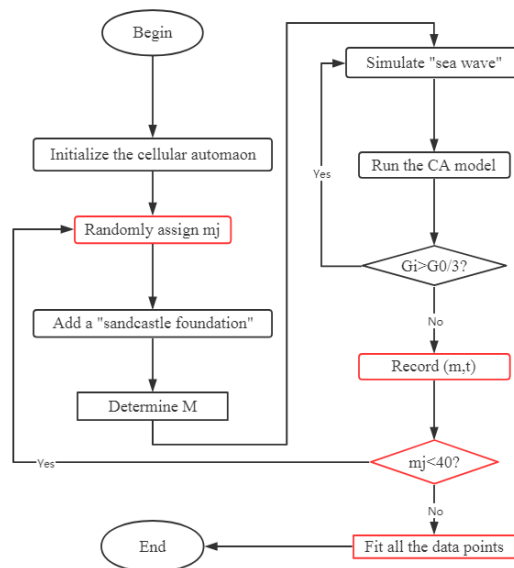 Begin
Initialize the cellular automaon
Randomly assign mj
Add a "sandcastle foundation"
Determine M
Simulate "sea wave"
Yes
Run the CA model
Gi>G0/3?
No
Record (m,t)
mj<40?
Yes
No
Fit all the data points
End